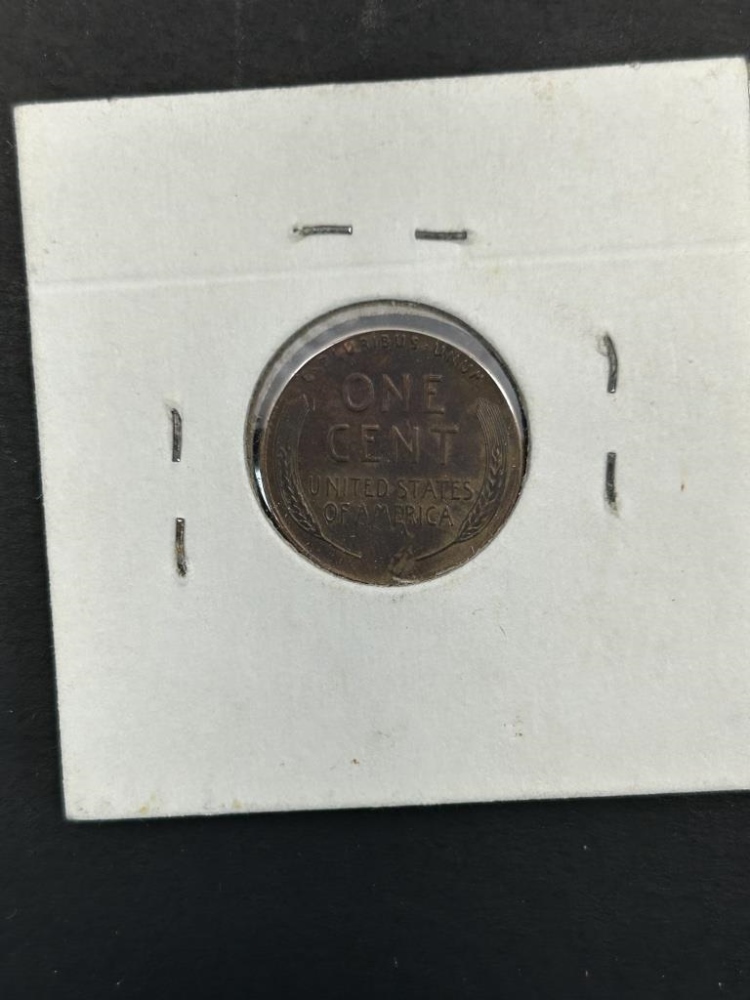 E·PLURIBUS·UNUM
ONE
CENT
UNITED·STATES
OF·AMERICA